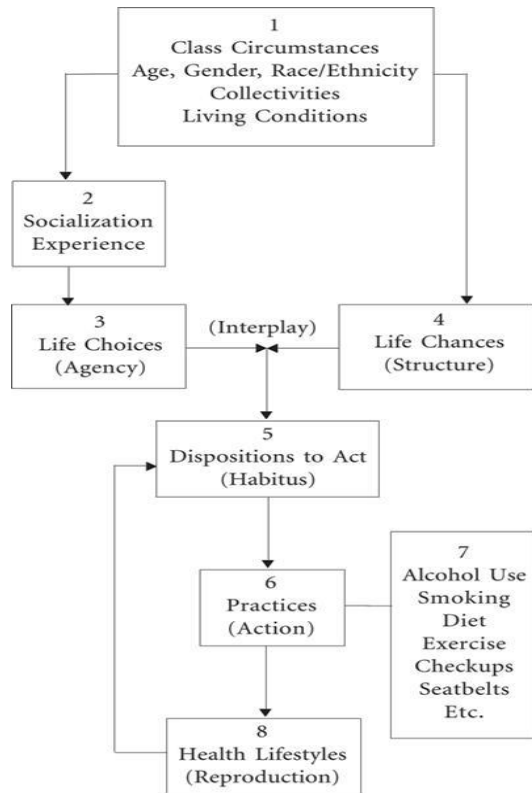 1
Class Circumstances
Age, Gender, Race/Ethnicity
Collectivities
Living Conditions
2
Socialization
Experience
3
Life Choices
(Agency)
(Interplay)
4
Life Chances
(Structure)
5
Dispositions to Act
(Habitus)
6
Practices
(Action)
7
Alcohol Use
Smoking
Diet
Exercise
Checkups
Seatbelts
Etc.
8
Health Lifestyles
(Reproduction)